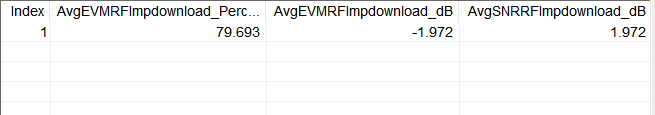 Index AvgEVMRFImpdownload_Perc... AvgEVMRFImpdownload_dB AvgSNRRFImpdownload_dB
1 79.693 -1.972 1.972